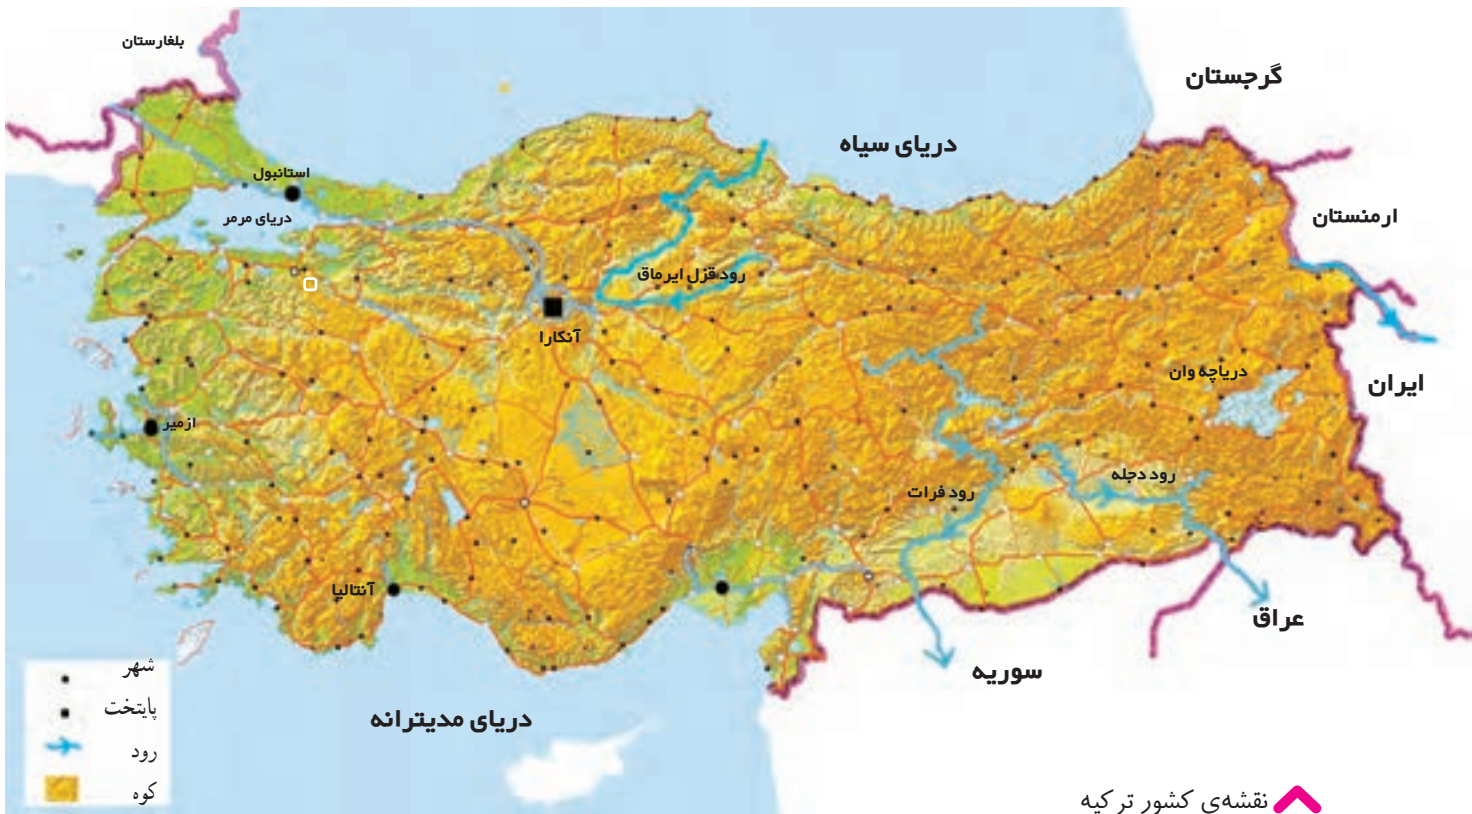 بلغارستان
گرجستان
دریای سیاه
استانبول
ارمنستان
دریای مرمر
رود قزل ایرماق
آنکارا
دریاچه وان
ایران
ازمیر
رود دجله
رود فرات
آنتالیا
عراق
سوریه
دریای مدیترانه
شهر
پایتخت
رود
کوه
نقشه‌ی کشور ترکیه